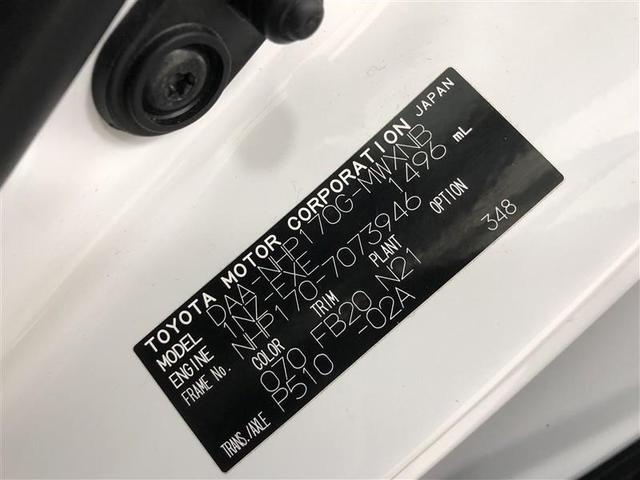 TOYOTA MOTOR CORPORATION JAPAN
MODEL DAA-NHP170G-MWXNB
ENGINE 1NZ-EXE 1496 mL
FRAME No. NHP170-7073946
COLOR TRIM PLANT OPTION
070 FB20 N21 348
TRANS./AXLE P510 -02A